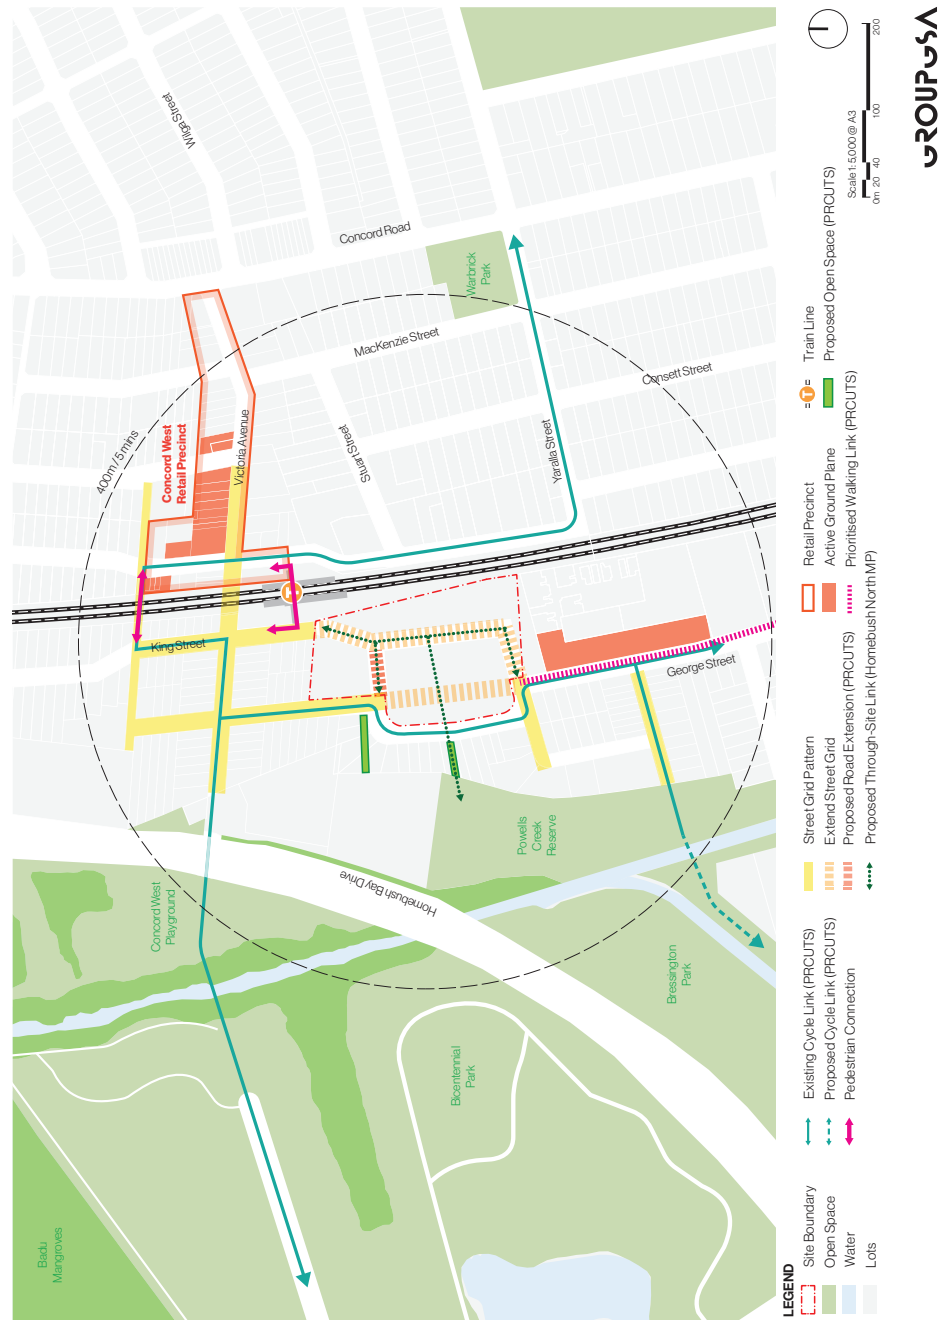 Badu
Mangroves
Concord West
Playground
Bicentennial
Park
Bressington
Park
Homebush Bay Drive
Powells
Creek
Reserve
King Street
George Street
T
400m / 5 mins
Concord West
Retail Precinct
Victoria Avenue
Stuart Street
MacKenzie Street
Yaralla Street
Consett Street
Concord Road
Warbrick
Park
Wilga Street
LEGEND
Site Boundary
Open Space
Water
Lots
Existing Cycle Link (PRCUTS)
Proposed Cycle Link (PRCUTS)
Pedestrian Connection
Street Grid Pattern
Extend Street Grid
Proposed Road Extension (PRCUTS)
Proposed Through-Site Link (Homebush North MP)
Retail Precinct
Active Ground Plane
Prioritised Walking Link (PRCUTS)
T
Train Line
Proposed Open Space (PRCUTS)
Scale 1: 5,000 @ A3
0m 20 40 100 200
GROUPGSA